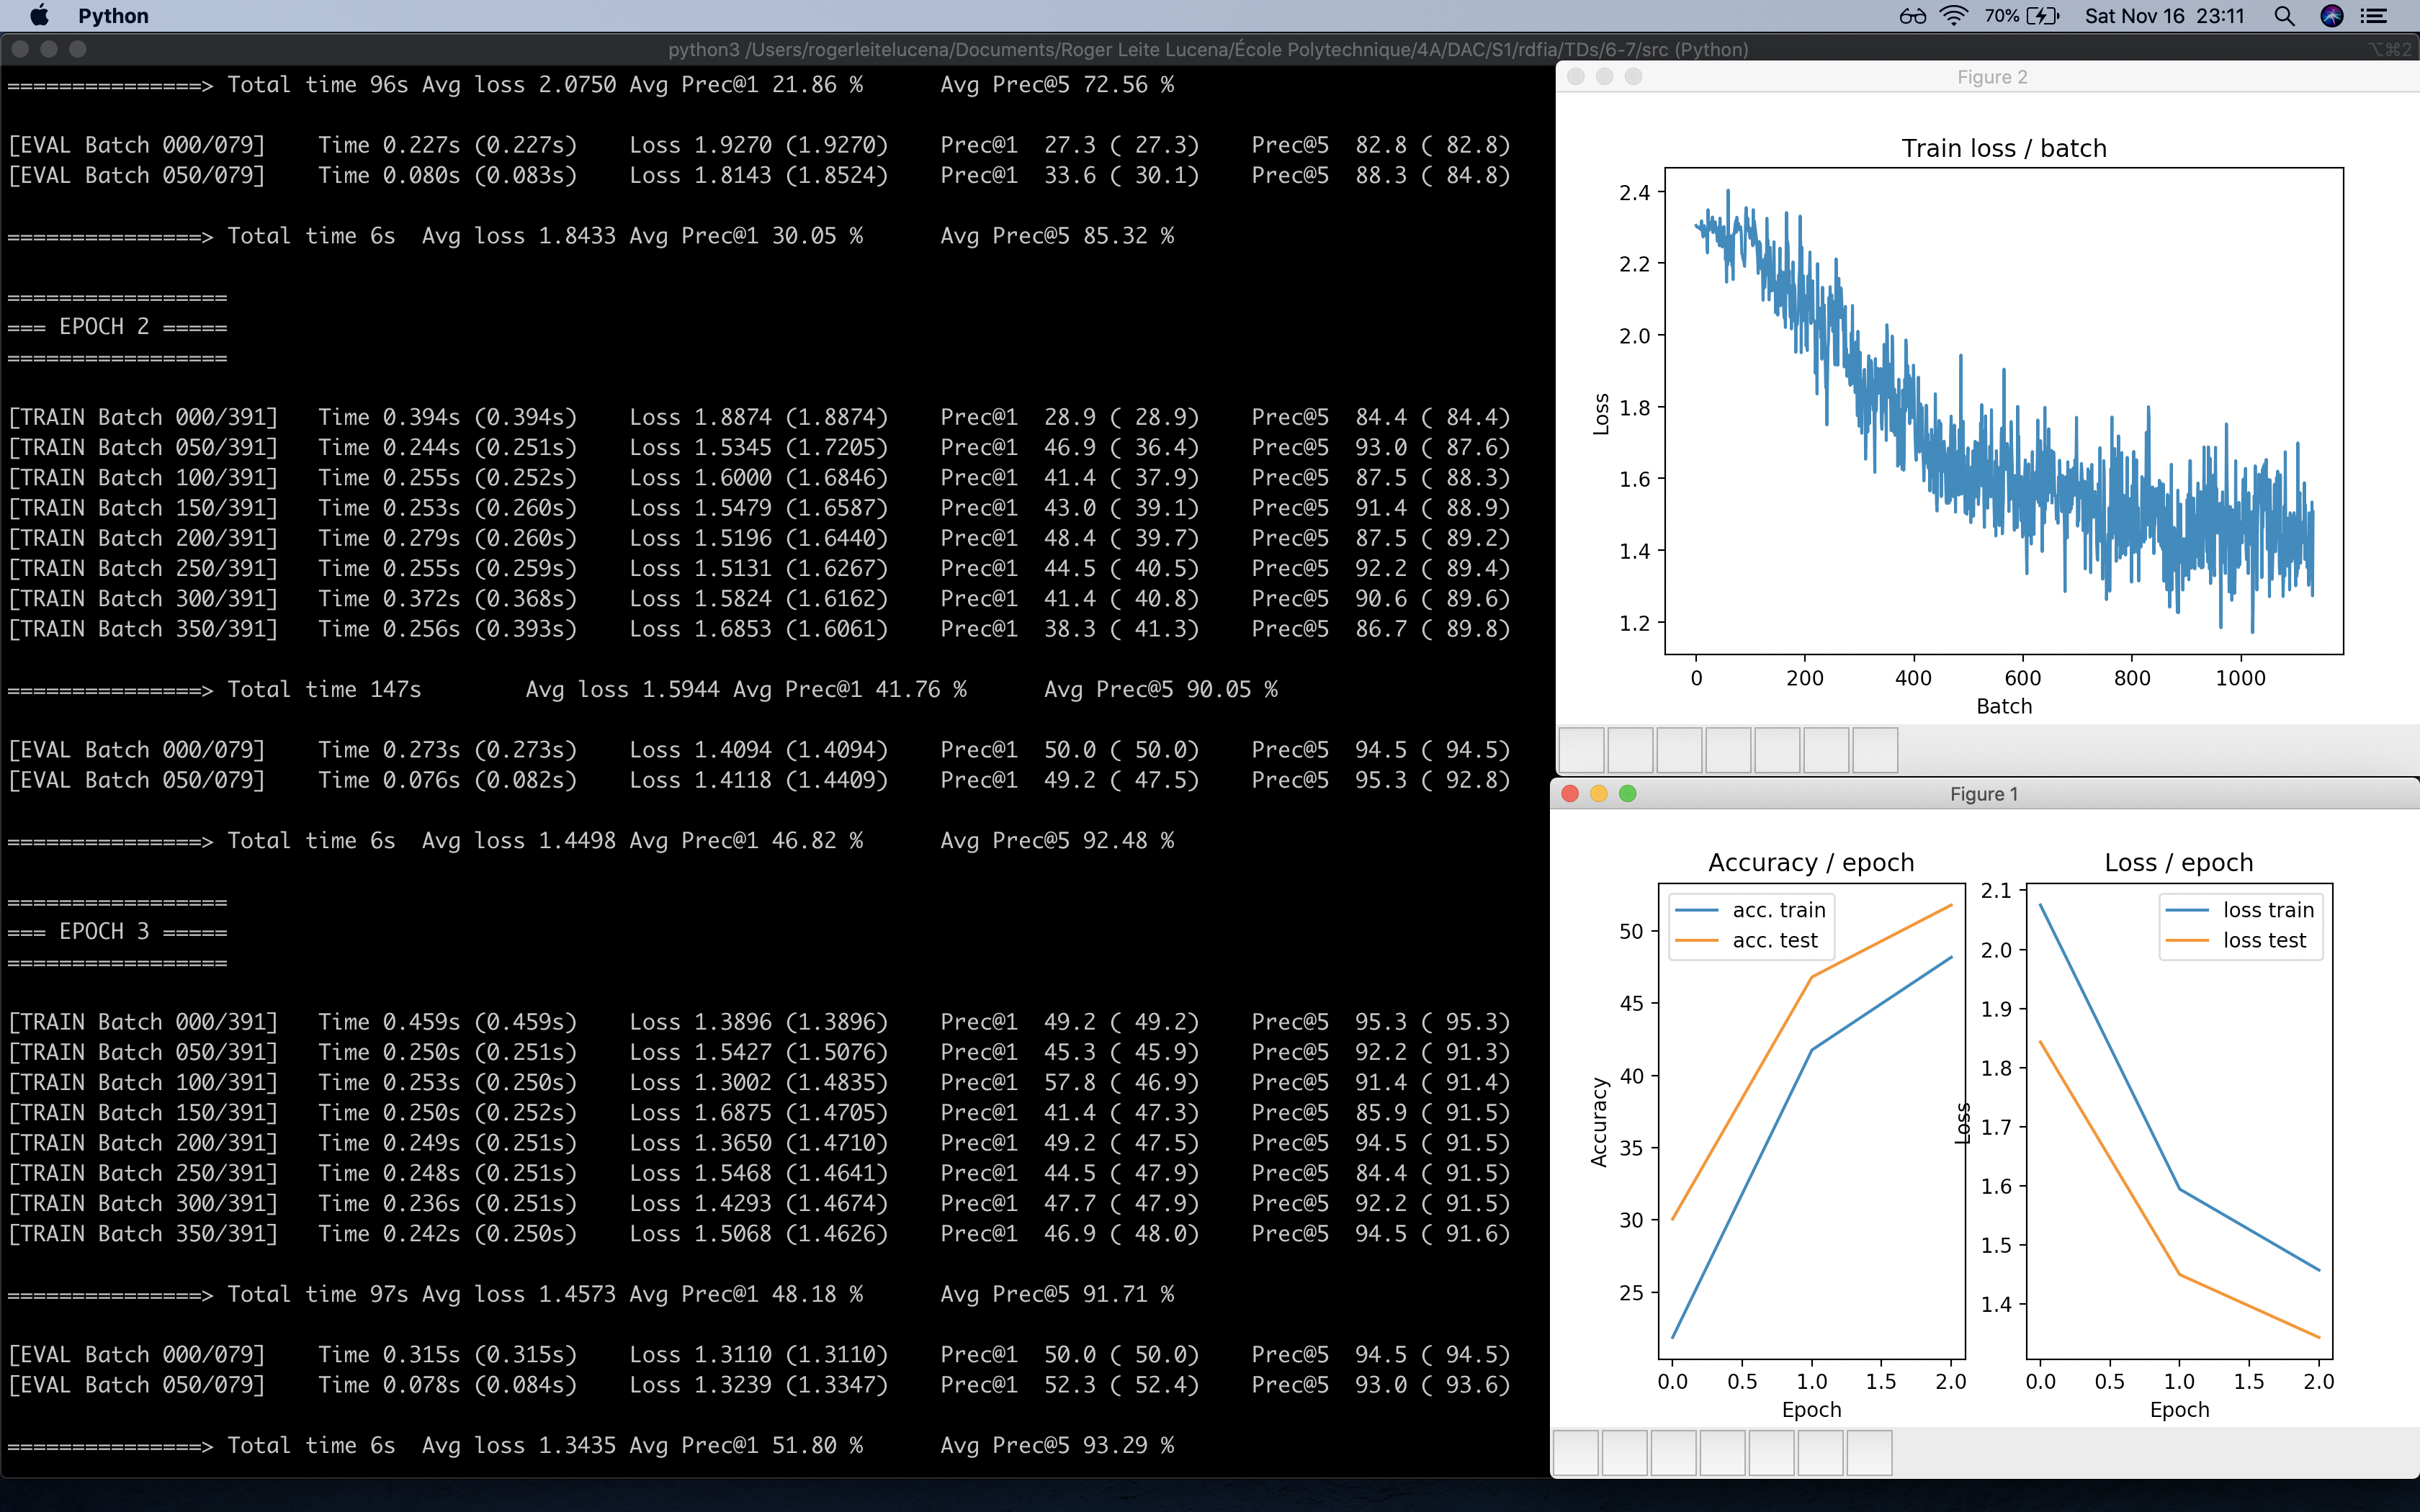 Python 70% Sat Nov 16 23:11
python3 /Users/rogerleitelucena/Documents/Roger Leite Lucena/École Polytechnique/4A/DAC/S1/rdfia/TDs/6-7/src (Python) ⌥⌘2
===============> Total time 96s Avg loss 2.0750 Avg Prec@1 21.86 % Avg Prec@5 72.56 %
[EVAL Batch 000/079] Time 0.227s (0.227s) Loss 1.9270 (1.9270) Prec@1 27.3 ( 27.3) Prec@5 82.8 ( 82.8)
[EVAL Batch 050/079] Time 0.080s (0.083s) Loss 1.8143 (1.8524) Prec@1 33.6 ( 30.1) Prec@5 88.3 ( 84.8)
===============> Total time 6s Avg loss 1.8433 Avg Prec@1 30.05 % Avg Prec@5 85.32 %
=================
=== EPOCH 2 =====
=================
[TRAIN Batch 000/391] Time 0.394s (0.394s) Loss 1.8874 (1.8874) Prec@1 28.9 ( 28.9) Prec@5 84.4 ( 84.4)
[TRAIN Batch 050/391] Time 0.244s (0.251s) Loss 1.5345 (1.7205) Prec@1 46.9 ( 36.4) Prec@5 93.0 ( 87.6)
[TRAIN Batch 100/391] Time 0.255s (0.252s) Loss 1.6000 (1.6846) Prec@1 41.4 ( 37.9) Prec@5 87.5 ( 88.3)
[TRAIN Batch 150/391] Time 0.253s (0.260s) Loss 1.5479 (1.6587) Prec@1 43.0 ( 39.1) Prec@5 91.4 ( 88.9)
[TRAIN Batch 200/391] Time 0.279s (0.260s) Loss 1.5196 (1.6440) Prec@1 48.4 ( 39.7) Prec@5 87.5 ( 89.2)
[TRAIN Batch 250/391] Time 0.255s (0.259s) Loss 1.5131 (1.6267) Prec@1 44.5 ( 40.5) Prec@5 92.2 ( 89.4)
[TRAIN Batch 300/391] Time 0.372s (0.368s) Loss 1.5824 (1.6162) Prec@1 41.4 ( 40.8) Prec@5 90.6 ( 89.6)
[TRAIN Batch 350/391] Time 0.256s (0.393s) Loss 1.6853 (1.6061) Prec@1 38.3 ( 41.3) Prec@5 86.7 ( 89.8)
===============> Total time 147s Avg loss 1.5944 Avg Prec@1 41.76 % Avg Prec@5 90.05 %
[EVAL Batch 000/079] Time 0.273s (0.273s) Loss 1.4094 (1.4094) Prec@1 50.0 ( 50.0) Prec@5 94.5 ( 94.5)
[EVAL Batch 050/079] Time 0.076s (0.082s) Loss 1.4118 (1.4409) Prec@1 49.2 ( 47.5) Prec@5 95.3 ( 92.8)
===============> Total time 6s Avg loss 1.4498 Avg Prec@1 46.82 % Avg Prec@5 92.48 %
=================
=== EPOCH 3 =====
=================
[TRAIN Batch 000/391] Time 0.459s (0.459s) Loss 1.3896 (1.3896) Prec@1 49.2 ( 49.2) Prec@5 95.3 ( 95.3)
[TRAIN Batch 050/391] Time 0.250s (0.251s) Loss 1.5427 (1.5076) Prec@1 45.3 ( 45.9) Prec@5 92.2 ( 91.3)
[TRAIN Batch 100/391] Time 0.253s (0.250s) Loss 1.3002 (1.4835) Prec@1 57.8 ( 46.9) Prec@5 91.4 ( 91.4)
[TRAIN Batch 150/391] Time 0.250s (0.252s) Loss 1.6875 (1.4705) Prec@1 41.4 ( 47.3) Prec@5 85.9 ( 91.5)
[TRAIN Batch 200/391] Time 0.249s (0.251s) Loss 1.3650 (1.4710) Prec@1 49.2 ( 47.5) Prec@5 94.5 ( 91.5)
[TRAIN Batch 250/391] Time 0.248s (0.251s) Loss 1.5468 (1.4641) Prec@1 44.5 ( 47.9) Prec@5 84.4 ( 91.5)
[TRAIN Batch 300/391] Time 0.236s (0.251s) Loss 1.4293 (1.4674) Prec@1 47.7 ( 47.9) Prec@5 92.2 ( 91.5)
[TRAIN Batch 350/391] Time 0.242s (0.250s) Loss 1.5068 (1.4626) Prec@1 46.9 ( 48.0) Prec@5 94.5 ( 91.6)
===============> Total time 97s Avg loss 1.4573 Avg Prec@1 48.18 % Avg Prec@5 91.71 %
[EVAL Batch 000/079] Time 0.315s (0.315s) Loss 1.3110 (1.3110) Prec@1 50.0 ( 50.0) Prec@5 94.5 ( 94.5)
[EVAL Batch 050/079] Time 0.078s (0.084s) Loss 1.3239 (1.3347) Prec@1 52.3 ( 52.4) Prec@5 93.0 ( 93.6)
===============> Total time 6s Avg loss 1.3435 Avg Prec@1 51.80 % Avg Prec@5 93.29 %
Figure 2
Train loss / batch
Loss
2.4
2.2
2.0
1.8
1.6
1.4
1.2
0 200 400 600 800 1000
Batch
Figure 1
Accuracy / epoch
acc. train
acc. test
Accuracy
50
45
40
35
30
25
0.0 0.5 1.0 1.5 2.0
Epoch
Loss / epoch
loss train
loss test
Loss
2.1
2.0
1.9
1.8
1.7
1.6
1.5
1.4
0.0 0.5 1.0 1.5 2.0
Epoch